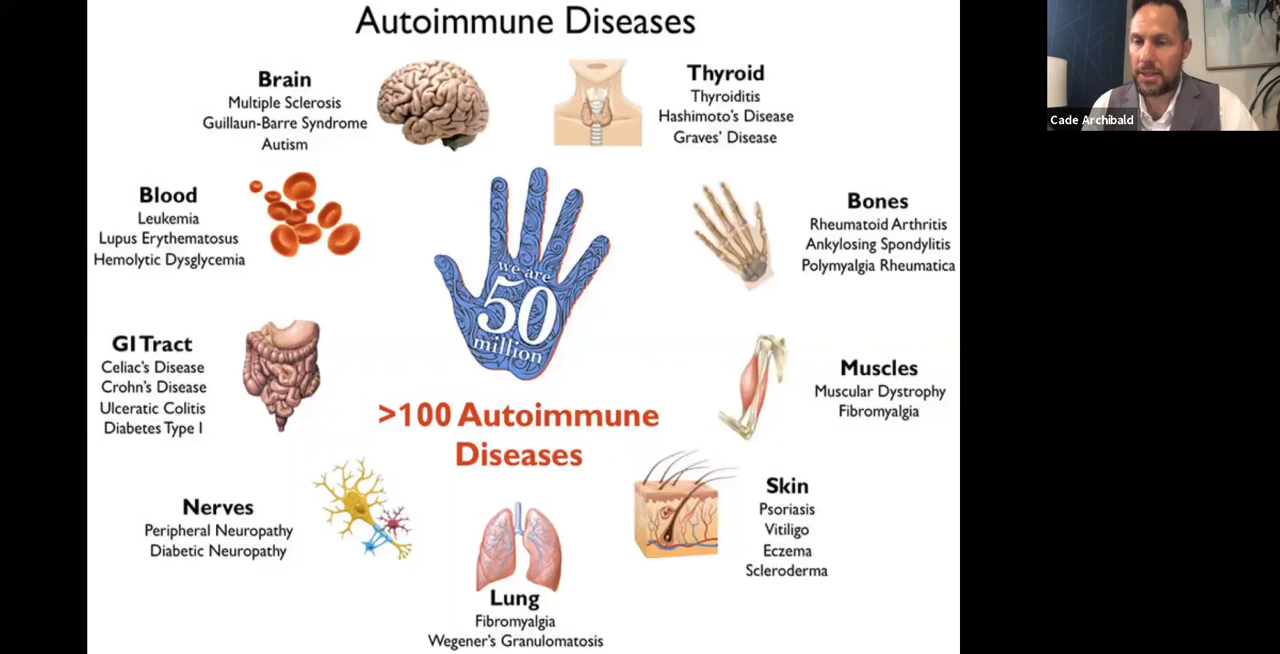 Autoimmune Diseases
Brain
Multiple Sclerosis
Guillaun-Barre Syndrome
Autism
Thyroid
Thyroiditis
Hashimoto's Disease
Graves' Disease
Cade Archibald
Blood
Leukemia
Lupus Erythematosus
Hemolytic Dysglycemia
we are
50
million
Bones
Rheumatoid Arthritis
Ankylosing Spondylitis
Polymyalgia Rheumatica
GI Tract
Celiac's Disease
Crohn's Disease
Ulceratic Colitis
Diabetes Type I
>100 Autoimmune
Diseases
Muscles
Muscular Dystrophy
Fibromyalgia
Nerves
Peripheral Neuropathy
Diabetic Neuropathy
Lung
Fibromyalgia
Wegener's Granulomatosis
Skin
Psoriasis
Vitiligo
Eczema
Scleroderma